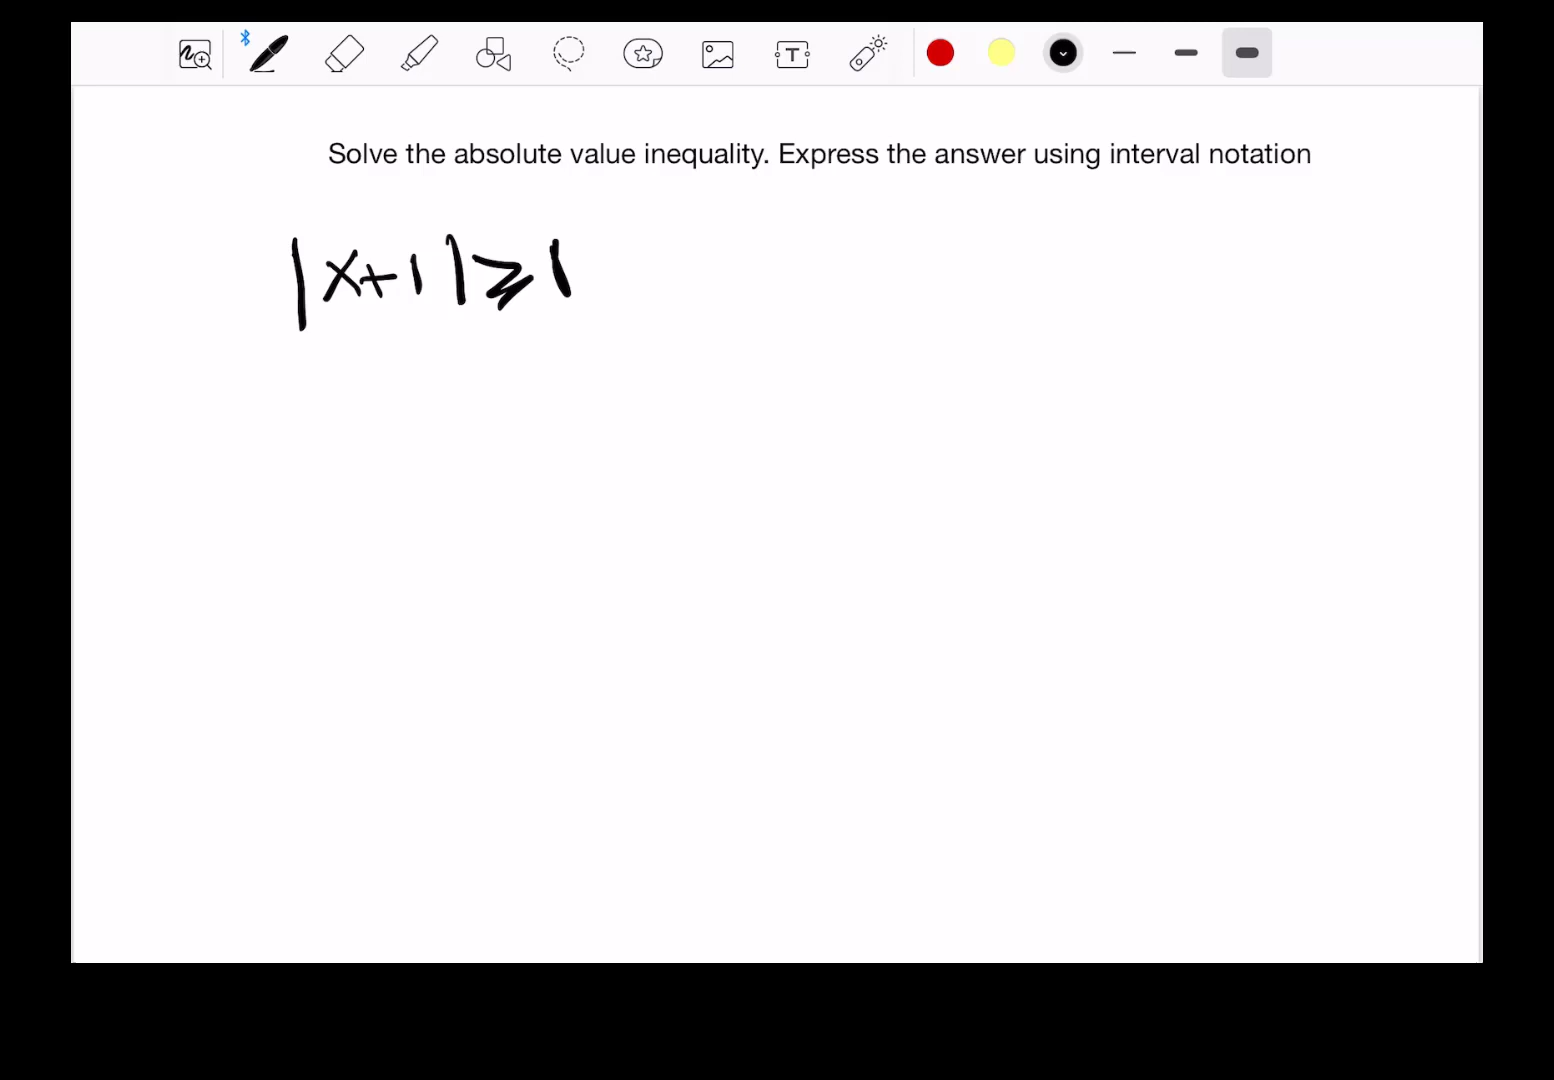 T
Solve the absolute value inequality. Express the answer using interval notation
|x+1|≥1